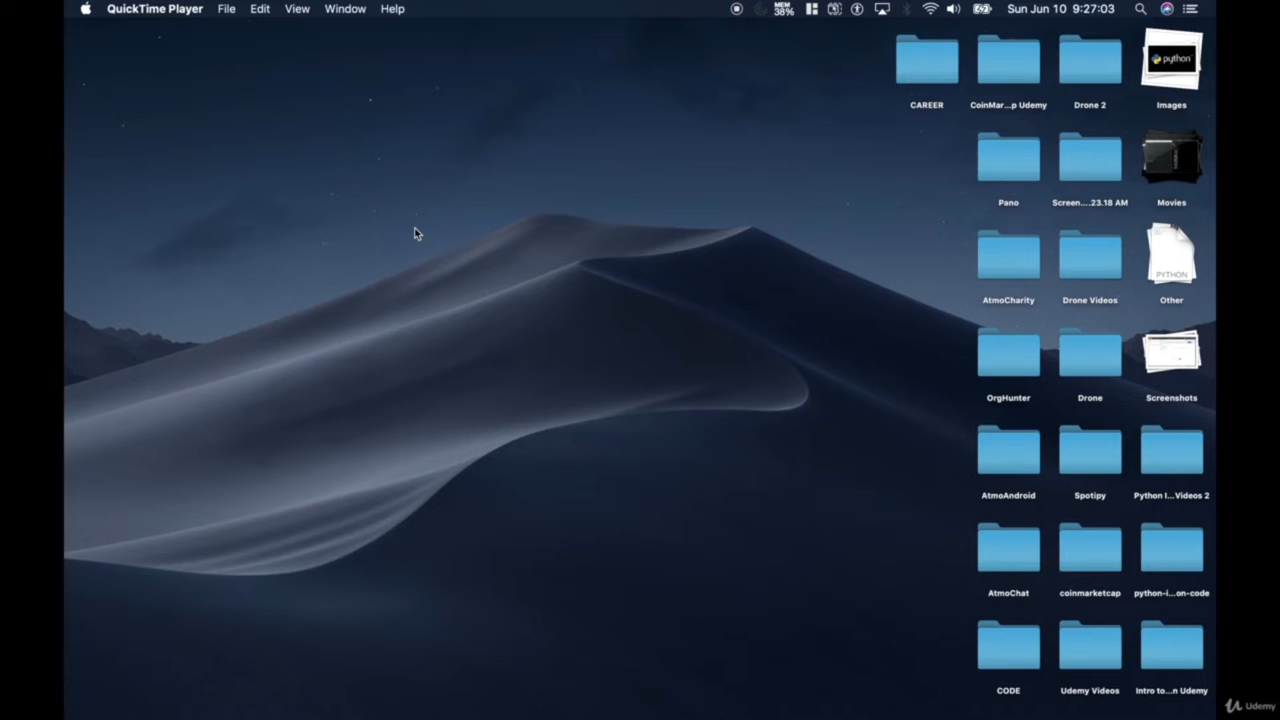 QuickTime Player File Edit View Window Help MEM 38% Sun Jun 10 9:27:03
python
CAREER CoinMar...p Udemy Drone 2 Images
Pano Screen....23.18 AM Movies
PYTHON
AtmoCharity Drone Videos Other
OrgHunter Drone Screenshots
AtmoAndroid Spotipy Python I...Videos 2
AtmoChat coinmarketcap python-i...on-code
CODE Udemy Videos Intro to...n Udemy
Udemy